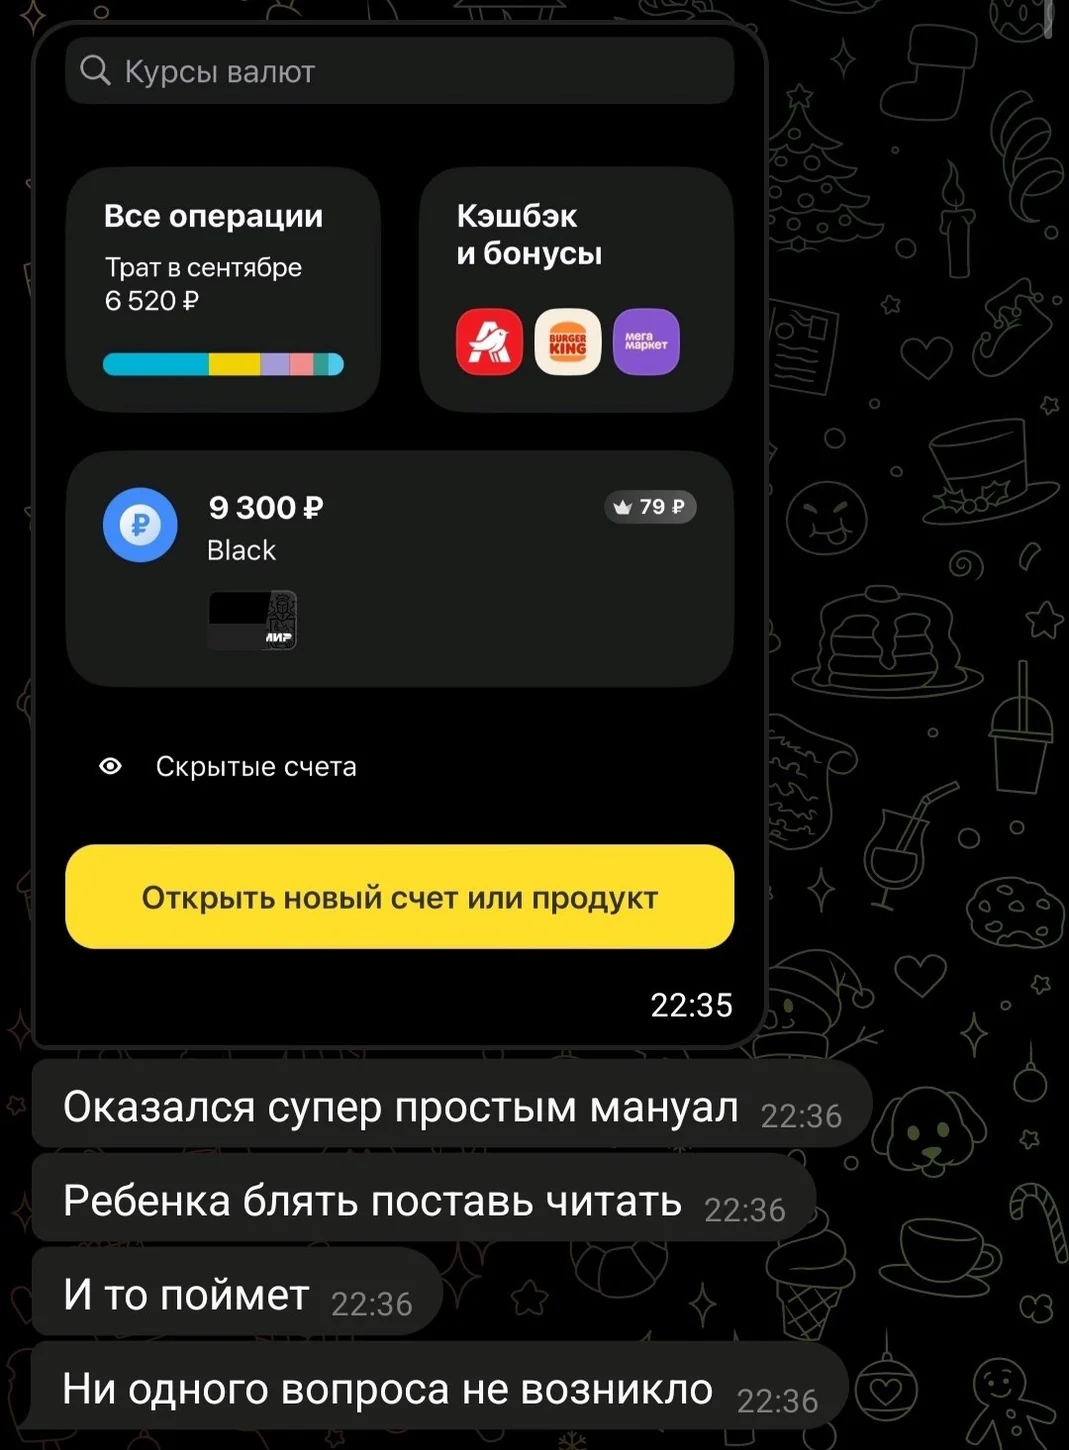 Курсы валют
Все операции
Трат в сентябре
6 520 ₽
Кэшбэк
и бонусы
BURGER
KING
мега
маркет
9 300 ₽
79 ₽
Black
МИР
Скрытые счета
Открыть новый счет или продукт
22:35
Оказался супер простым мануал 22:36
Ребенка блять поставь читать 22:36
И то поймет 22:36
Ни одного вопроса не возникло 22:36